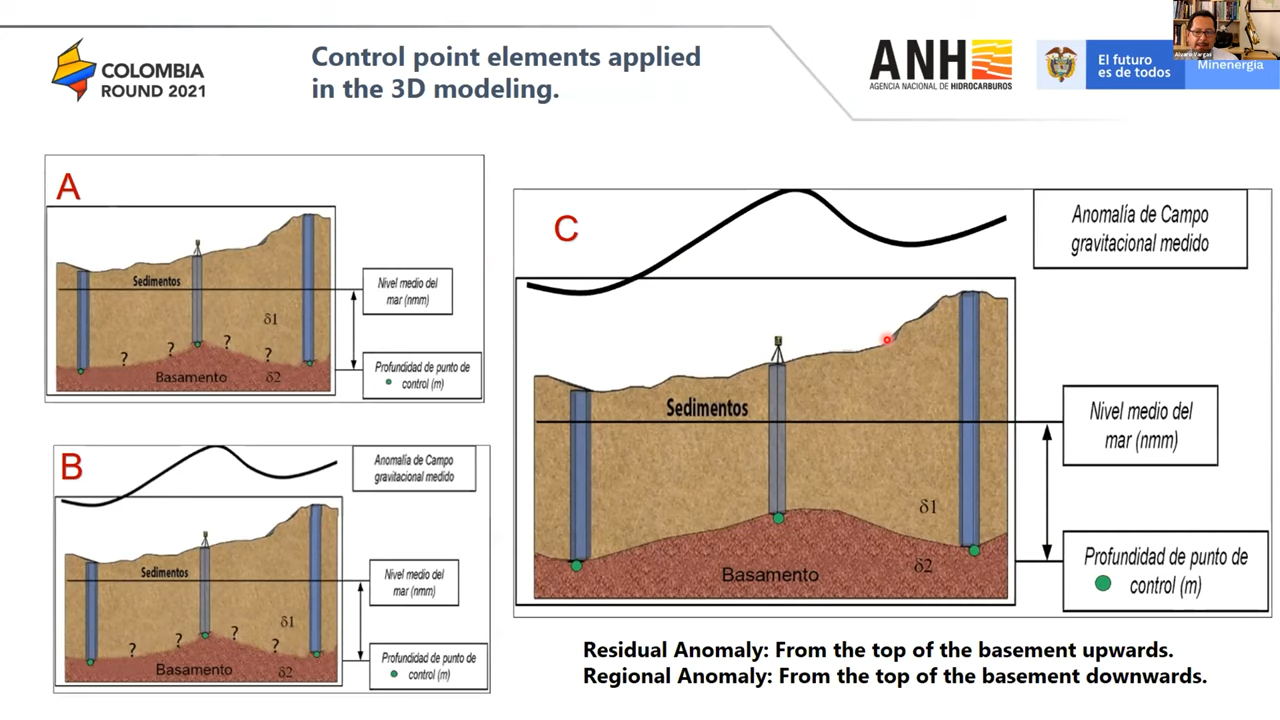 COLOMBIA
ROUND 2021
Control point elements applied
in the 3D modeling.
ANH
AGENCIA NACIONAL DE HIDROCARBUROS
El futuro
es de todos
Minenergía
Alvaro Vargas
A
Sedimentos
δ1
? ? ? ?
Basamento
δ2
Nivel medio del
mar (nmm)
Profundidad de punto de
control (m)
B
Anomalía de Campo
gravitacional medido
Sedimentos
δ1
? ? ? ?
Basamento
δ2
Nivel medio del
mar (nmm)
Profundidad de punto de
control (m)
C
Anomalía de Campo
gravitacional medido
Sedimentos
δ1
Basamento
δ2
Nivel medio del
mar (nmm)
Profundidad de punto de
control (m)
Residual Anomaly: From the top of the basement upwards.
Regional Anomaly: From the top of the basement downwards.